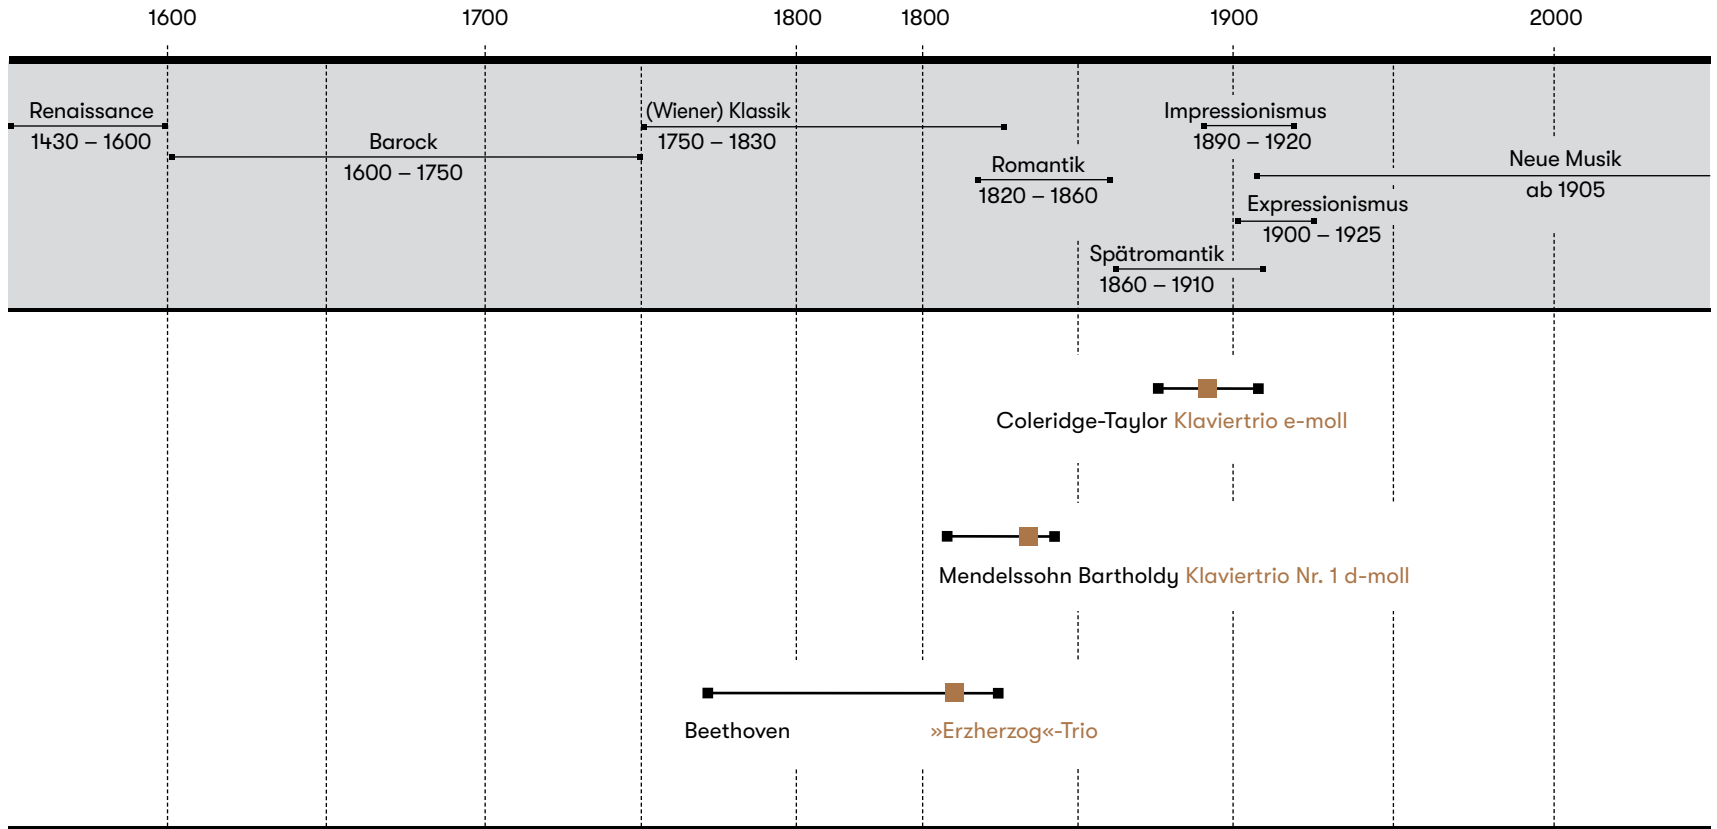 1600 1700 1800 1800 1900 2000
Renaissance
1430 – 1600
Barock
1600 – 1750
(Wiener) Klassik
1750 – 1830
Romantik
1820 – 1860
Impressionismus
1890 – 1920
Neue Musik
ab 1905
Expressionismus
1900 – 1925
Spätromantik
1860 – 1910
Coleridge-Taylor Klaviertrio e-moll
Mendelssohn Bartholdy Klaviertrio Nr. 1 d-moll
Beethoven »Erzherzog«-Trio